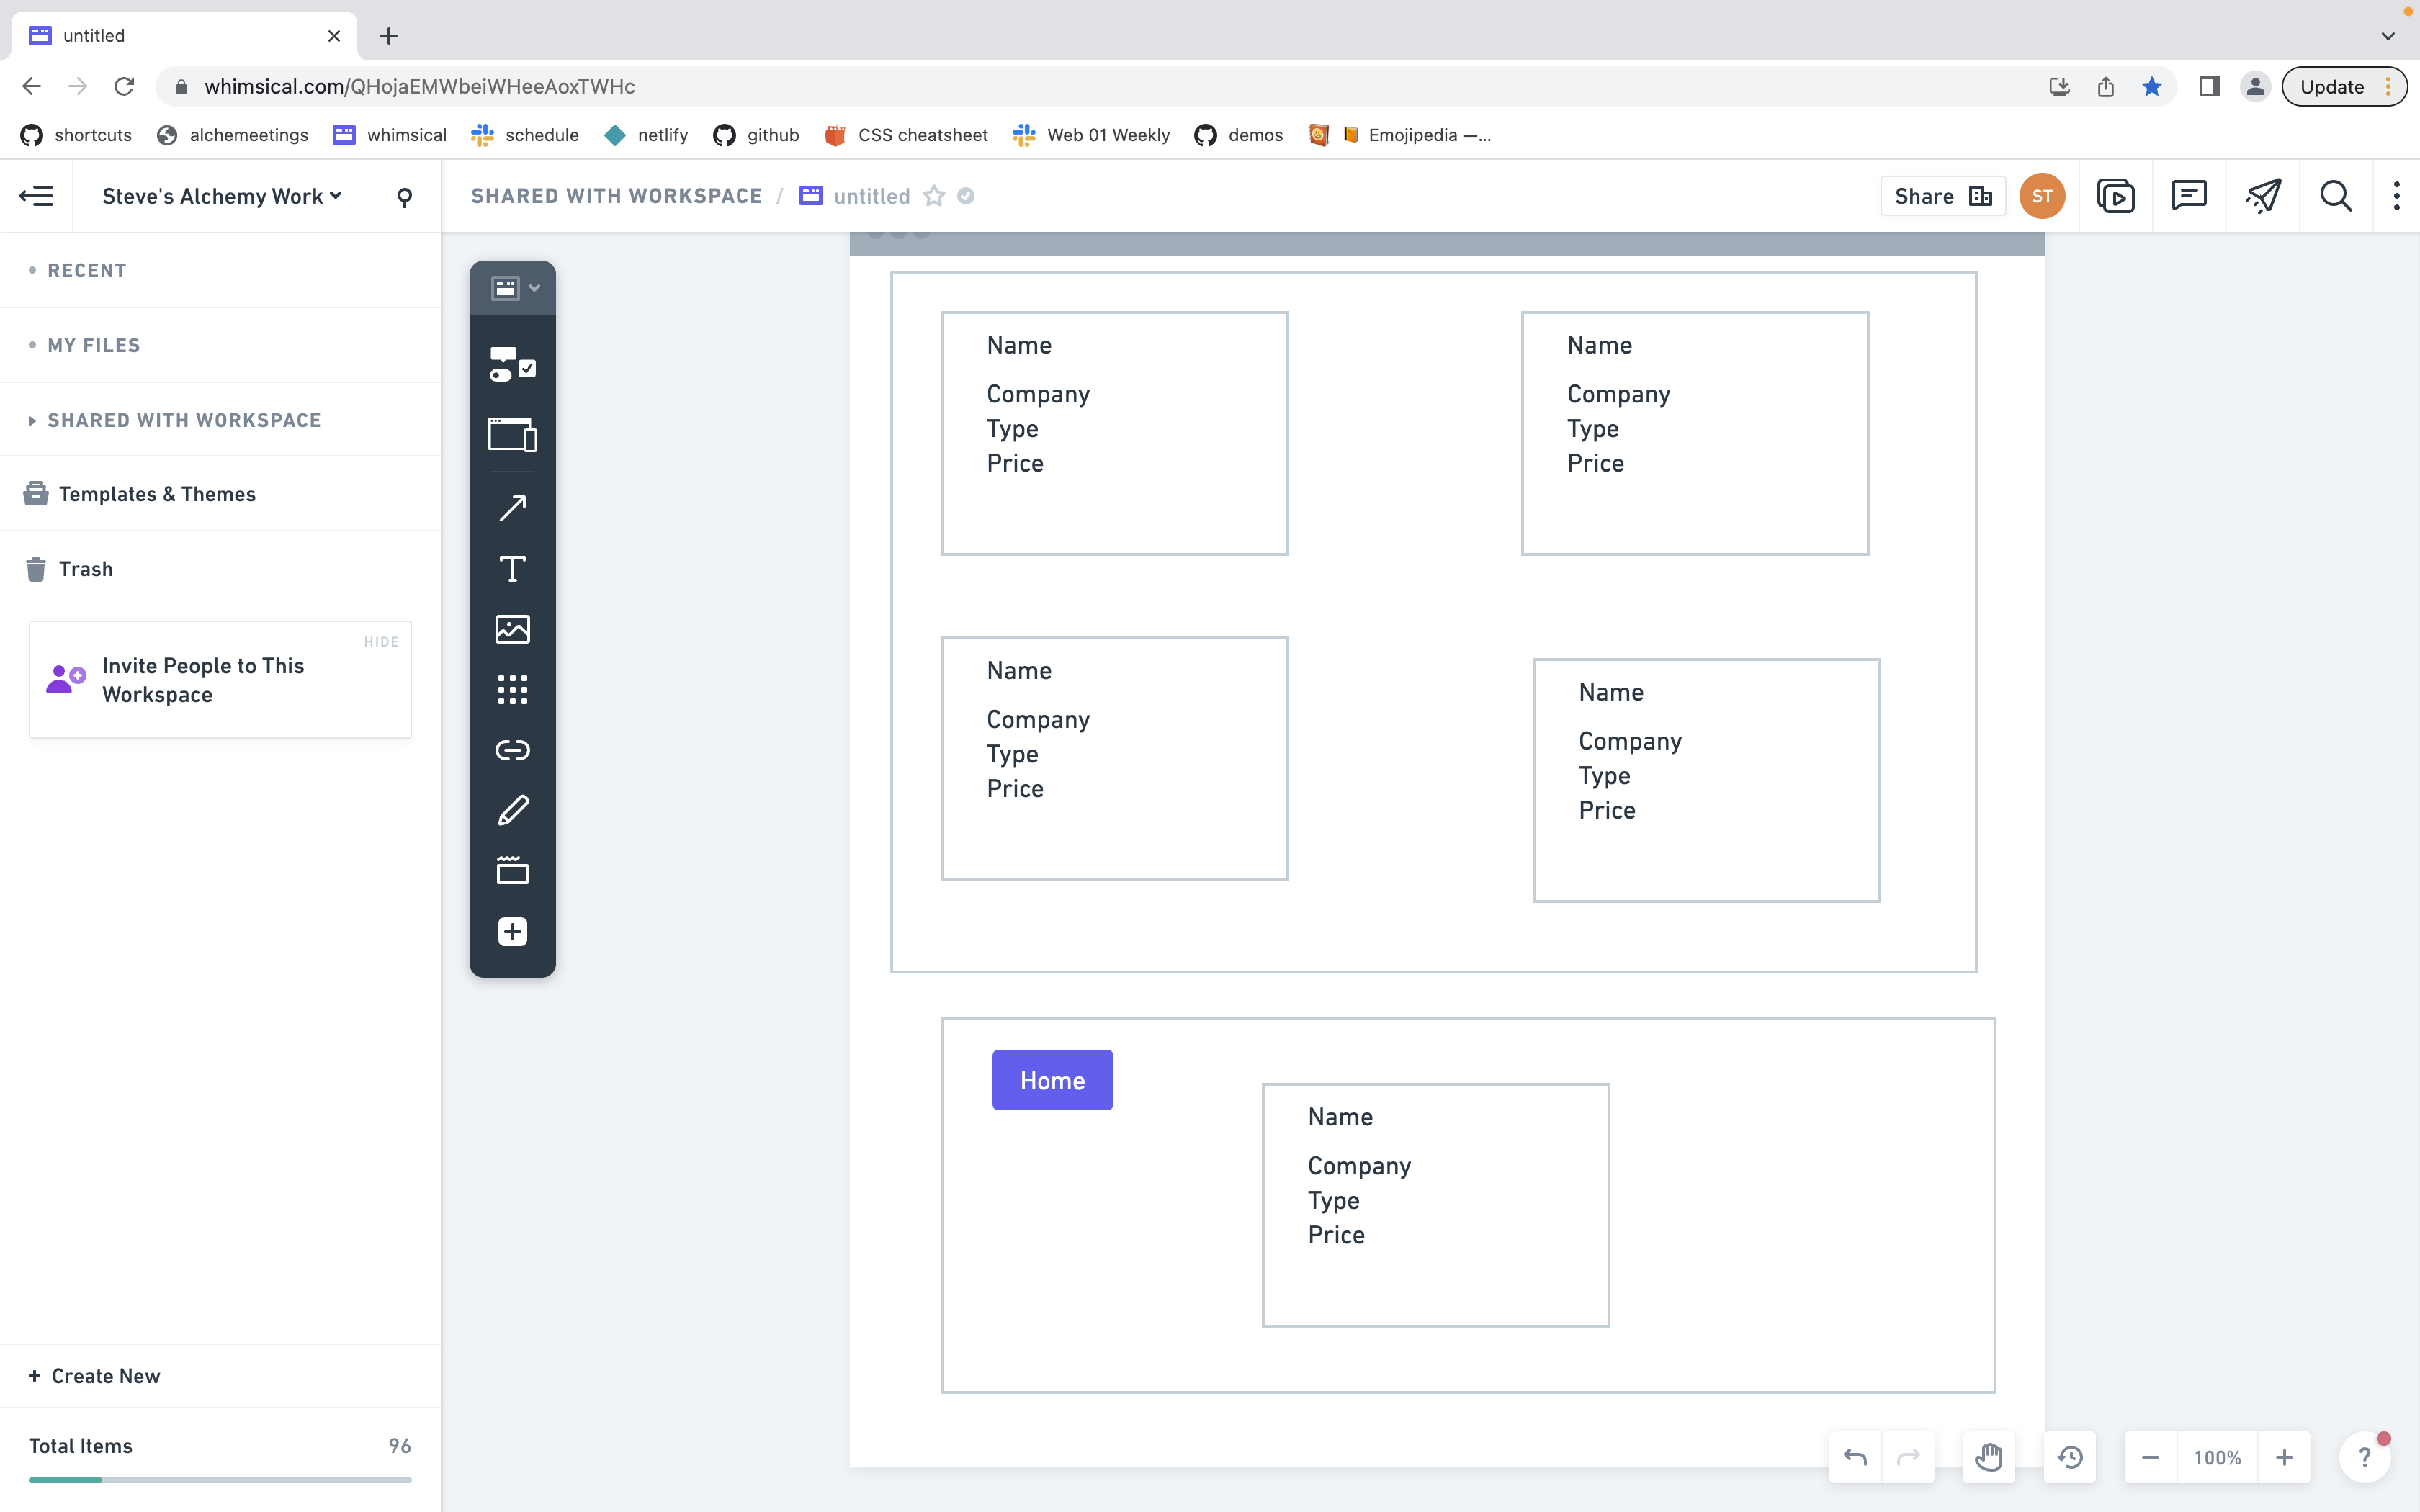 untitled
whimsical.com/QHojaEMWbeiWHeeAoxTWHc
Update
shortcuts
alchemeetings
whimsical
schedule
netlify
github
CSS cheatsheet
Web 01 Weekly
demos
Emojipedia —...
Steve's Alchemy Work
SHARED WITH WORKSPACE / untitled
Share
ST
RECENT
MY FILES
SHARED WITH WORKSPACE
Templates & Themes
Trash
HIDE
Invite People to This
Workspace
+ Create New
Total Items 96
Name
Company
Type
Price
Name
Company
Type
Price
Name
Company
Type
Price
Name
Company
Type
Price
Home
Name
Company
Type
Price
100%
?